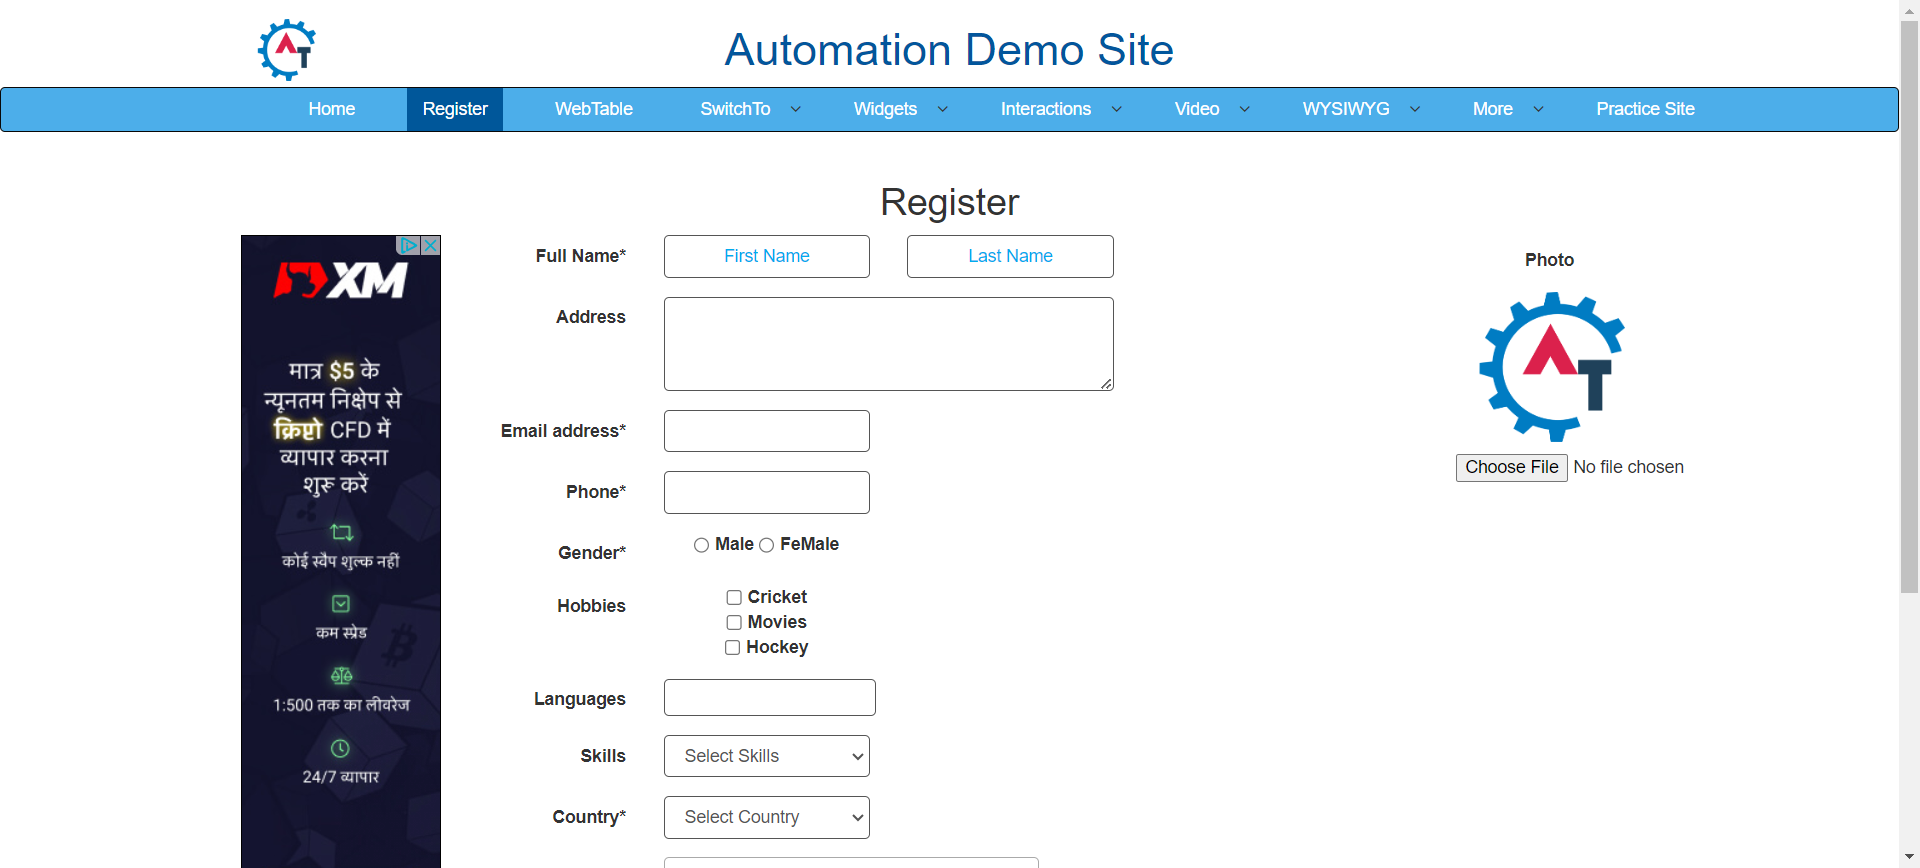 AT
Automation Demo Site
Home Register WebTable SwitchTo Widgets Interactions Video WYSIWYG More Practice Site
Register
XM
मात्र $5 के
न्यूनतम निक्षेप से
क्रिप्टो CFD में
व्यापार करना
शुरू करें
कोई स्वैप शुल्क नहीं
कम स्प्रेड
1:500 तक का लीवरेज
24/7 व्यापार
Full Name* First Name Last Name
Address
Email address*
Phone*
Gender* Male FeMale
Hobbies Cricket
Movies
Hockey
Languages
Skills Select Skills
Country* Select Country
Photo
AT
Choose File No file chosen